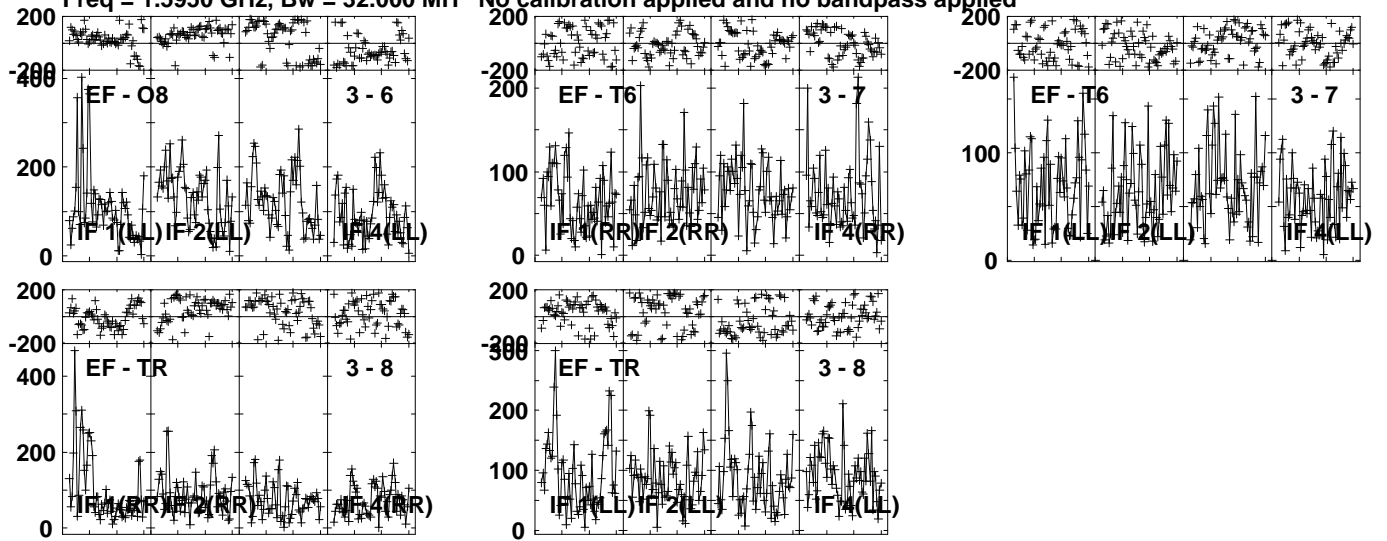 Freq = 1.5950 GHz, Bw = 32.000 MH No calibration applied and no bandpass applied
200
-200
400
200
0
EF - O8
3 - 6
IF 1(LL)
IF 2(LL)
IF 4(LL)
200
-200
200
100
0
EF - T6
3 - 7
IF 1(RR)
IF 2(RR)
IF 4(RR)
200
-200
100
0
EF - T6
3 - 7
IF 1(LL)
IF 2(LL)
IF 4(LL)
200
-200
400
200
0
EF - TR
3 - 8
IF 1(RR)
IF 2(RR)
IF 4(RR)
200
-200
300
200
100
0
EF - TR
3 - 8
IF 1(LL)
IF 2(LL)
IF 4(LL)